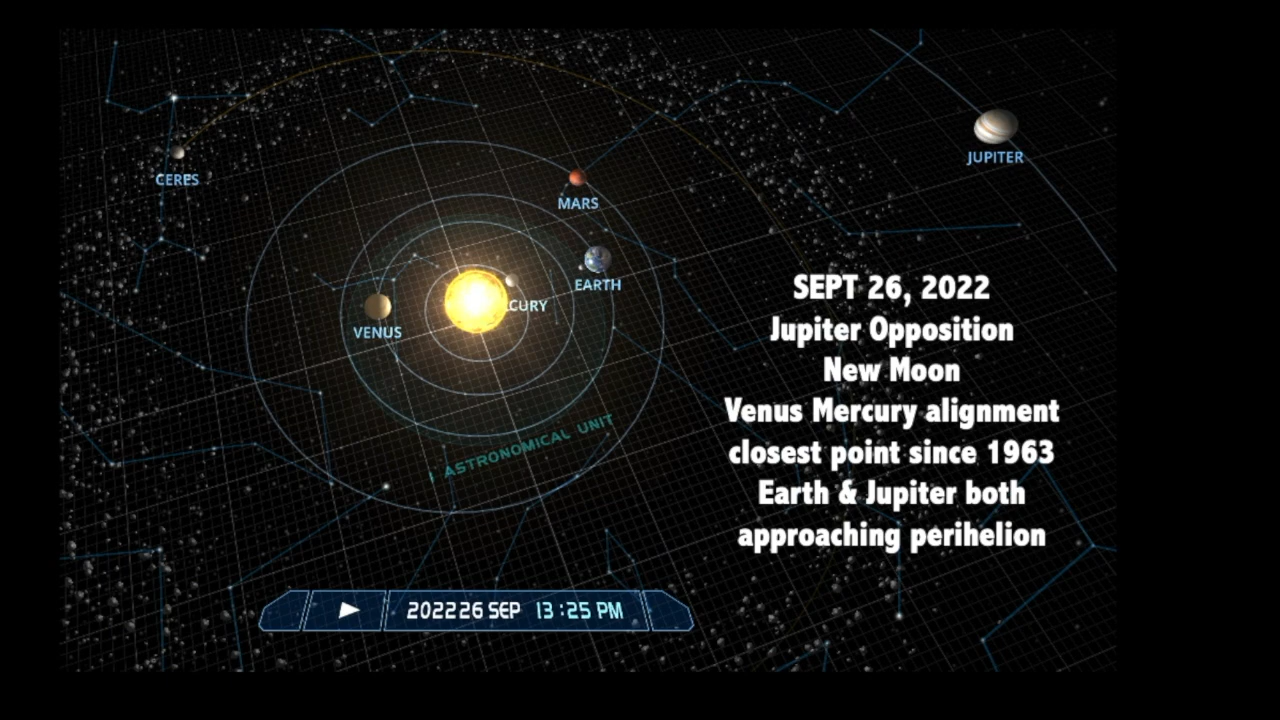 CERES
JUPITER
MARS
EARTH
CURY
VENUS
1 ASTRONOMICAL UNIT
SEPT 26, 2022
Jupiter Opposition
New Moon
Venus Mercury alignment
closest point since 1963
Earth & Jupiter both
approaching perihelion
2022 26 SEP 13:25 PM